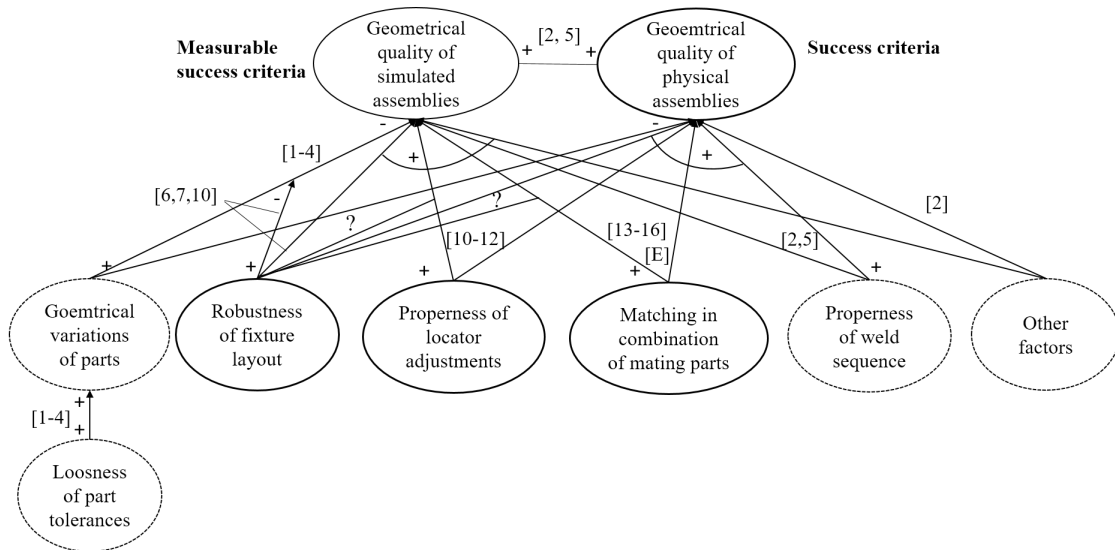 Geometrical
quality of
simulated
assemblies
Geoemtrical
quality of
physical
assemblies
Measurable
success criteria
Success criteria
+
[2, 5]
+
-
+
-
+
[1-4]
[6,7,10]
-
?
?
[10-12]
[13-16]
[E]
[2,5]
[2]
+
+
+
+
+
Goemtrical
variations
of parts
Robustness
of fixture
layout
Properness of
locator
adjustments
Matching in
combination
of mating parts
Properness
of weld
sequence
Other
factors
+
[1-4]
+
Loosness
of part
tolerances